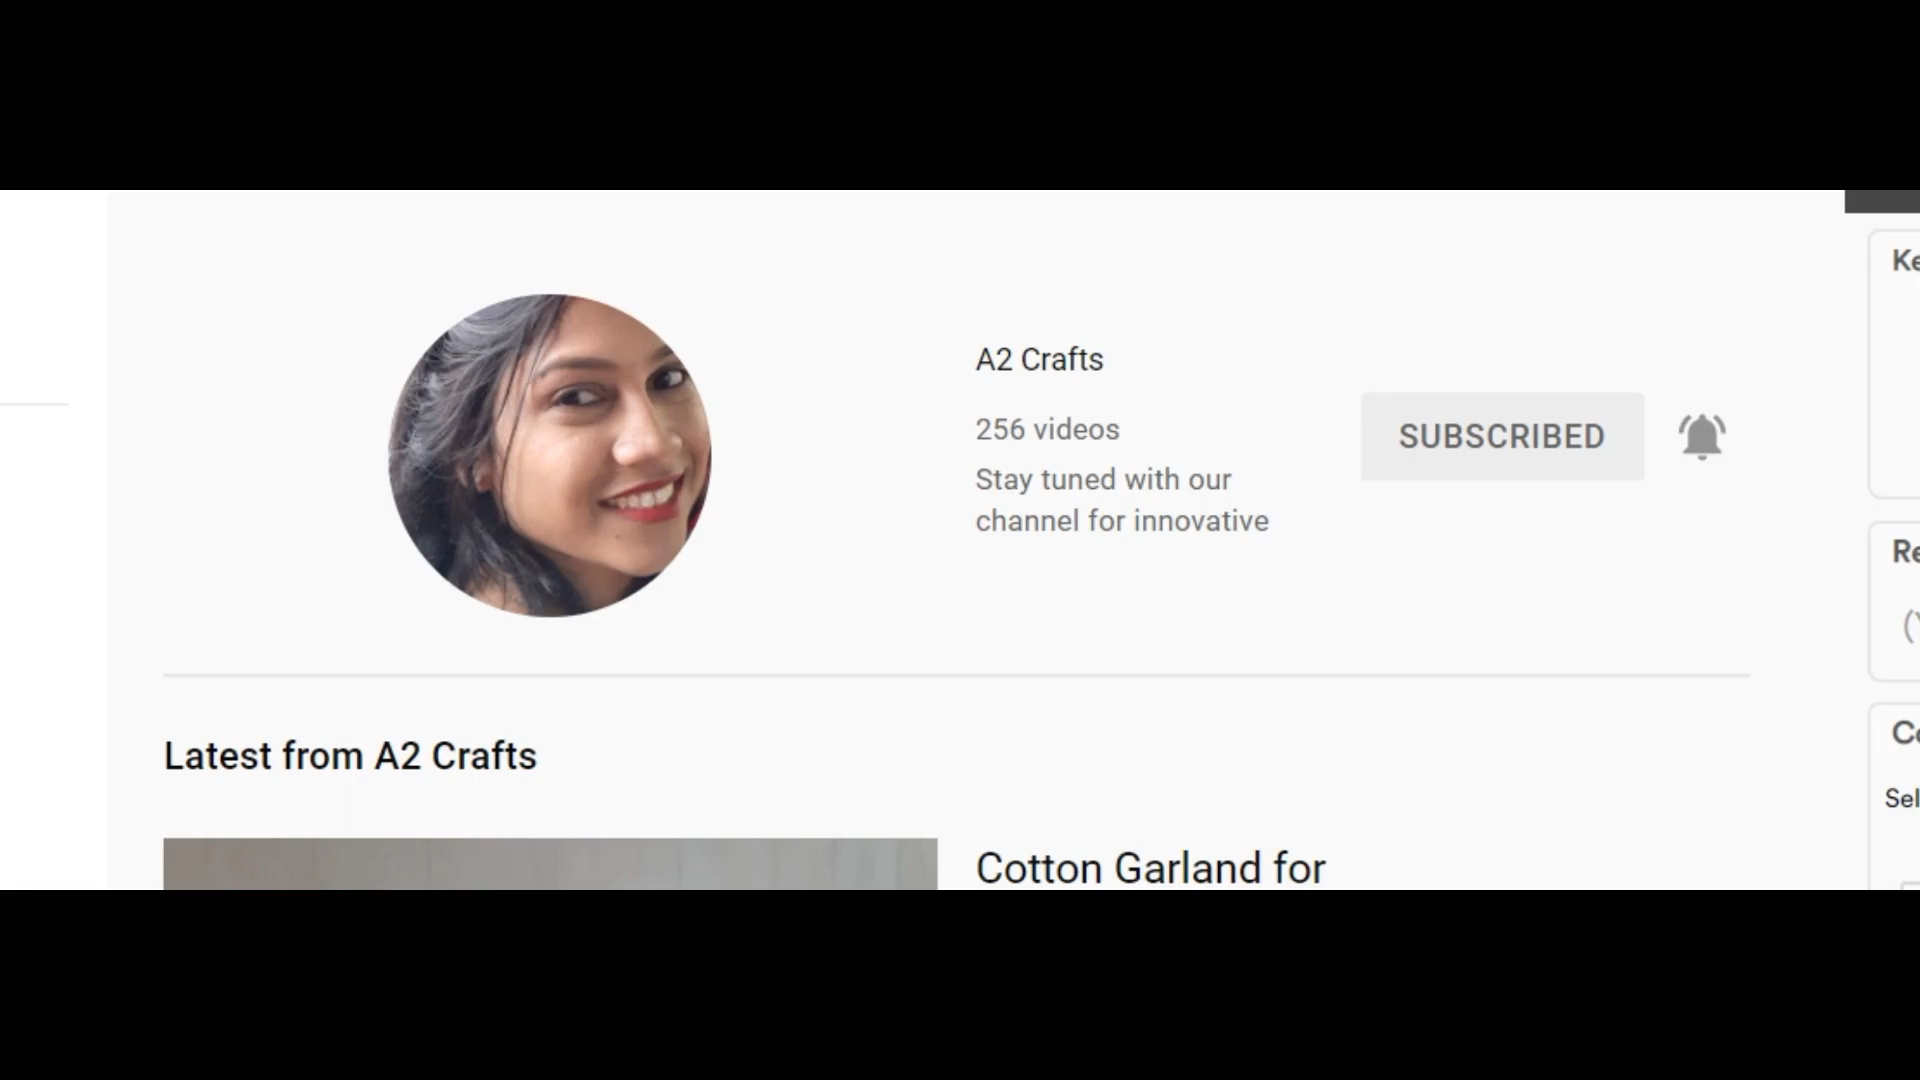 A2 Crafts
256 videos
Stay tuned with our
channel for innovative
SUBSCRIBED
Latest from A2 Crafts
Cotton Garland for